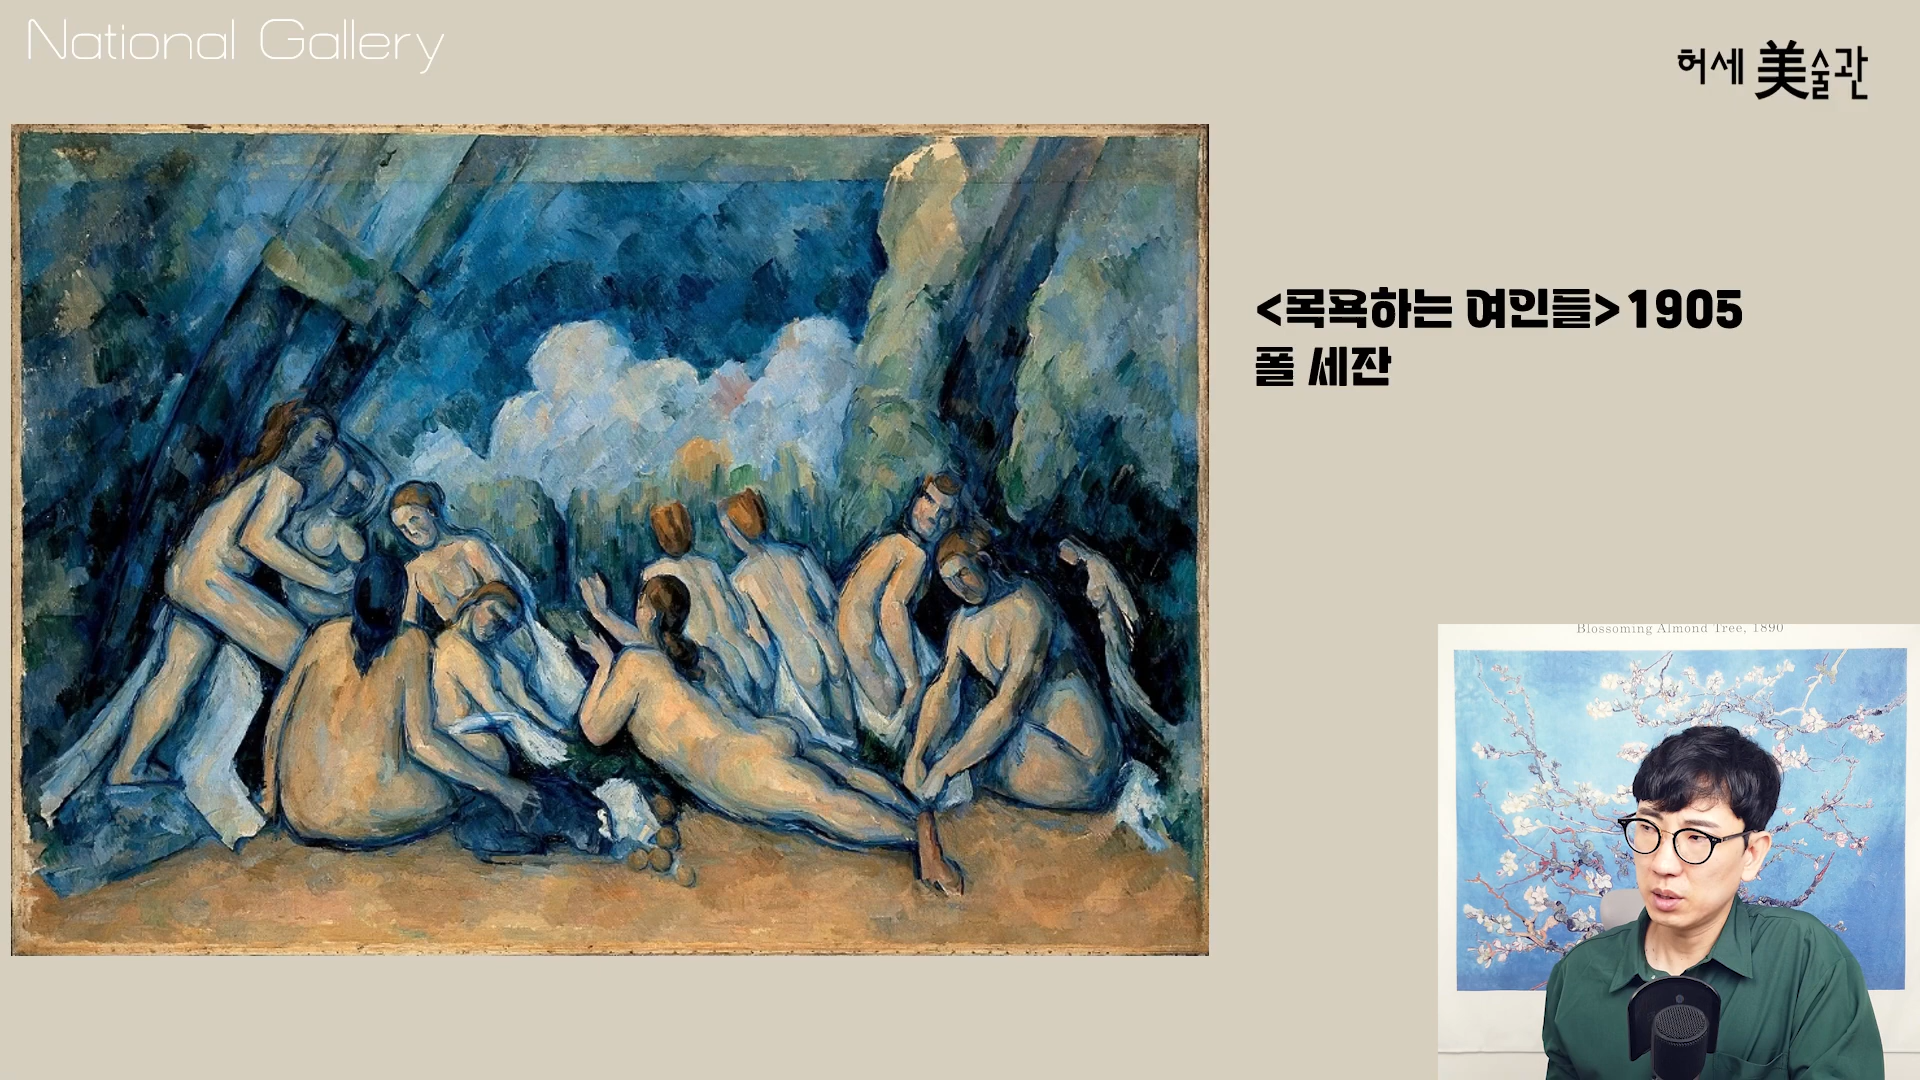 National Gallery
허세 美술관
<목욕하는 여인들>1905
폴 세잔
Blossoming Almond Tree, 1890